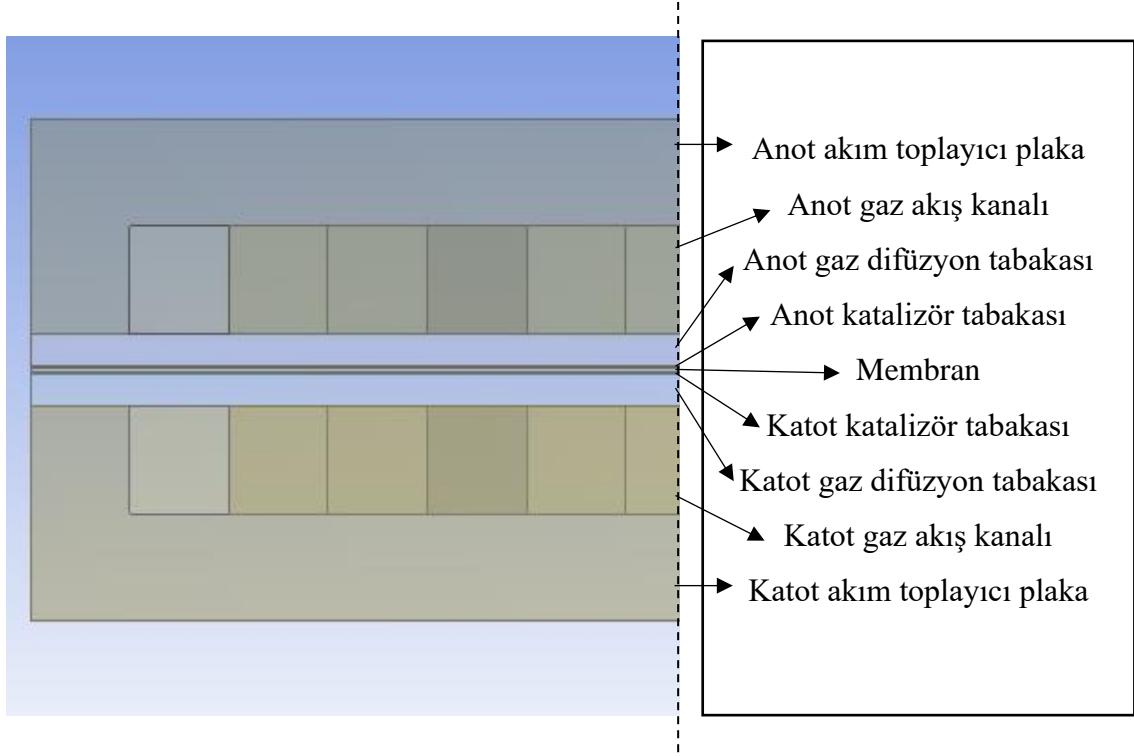 Anot akım toplayıcı plaka
Anot gaz akış kanalı
Anot gaz difüzyon tabakası
Anot katalizör tabakası
Membran
Katot katalizör tabakası
Katot gaz difüzyon tabakası
Katot gaz akış kanalı
Katot akım toplayıcı plaka